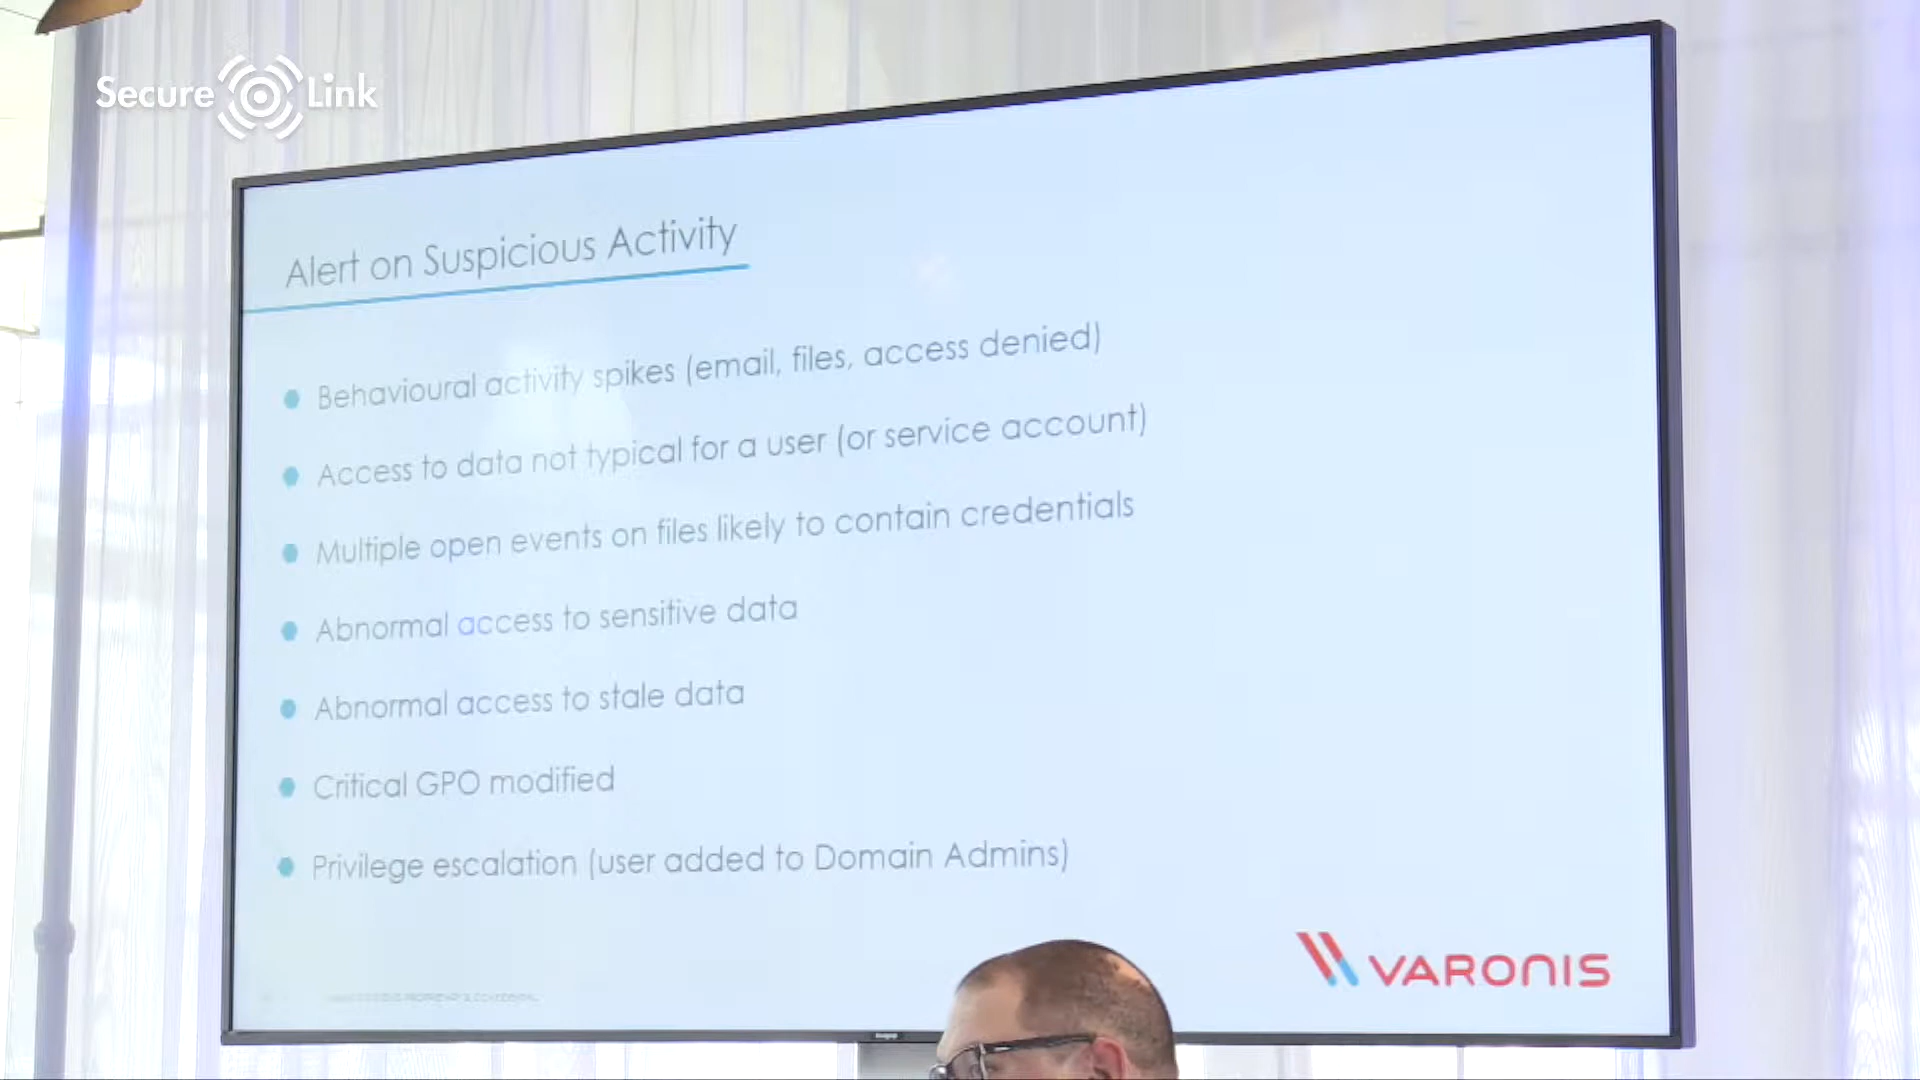 Secure Link
Alert on Suspicious Activity
Behavioural activity spikes (email, files, access denied)
Access to data not typical for a user (or service account)
Multiple open events on files likely to contain credentials
Abnormal access to sensitive data
Abnormal access to stale data
Critical GPO modified
Privilege escalation (user added to Domain Admins)
VARONIS